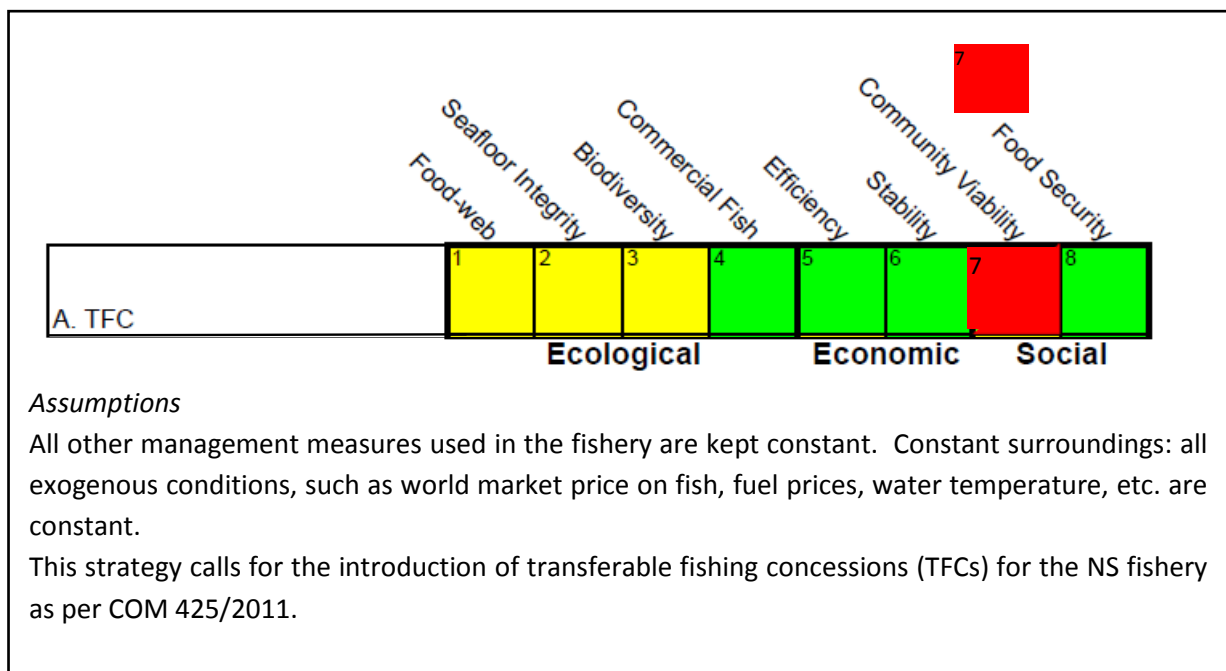 7
Food-web
Seafloor Integrity
Biodiversity
Commercial Fish
Efficiency
Stability
Community Viability
Food Security
1 2 3 4 5 6 7 8
A. TFC
Ecological Economic Social
Assumptions
All other management measures used in the fishery are kept constant. Constant surroundings: all
exogenous conditions, such as world market price on fish, fuel prices, water temperature, etc. are
constant.
This strategy calls for the introduction of transferable fishing concessions (TFCs) for the NS fishery
as per COM 425/2011.